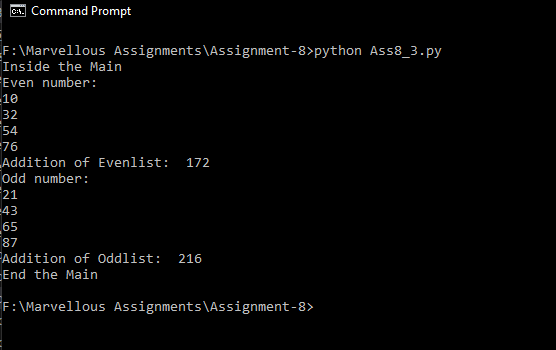 Command Prompt
F:\Marvellous Assignments\Assignment-8>python Ass8_3.py
Inside the Main
Even number:
10
32
54
76
Addition of Evenlist:  172
Odd number:
21
43
65
87
Addition of Oddlist:  216
End the Main
F:\Marvellous Assignments\Assignment-8>